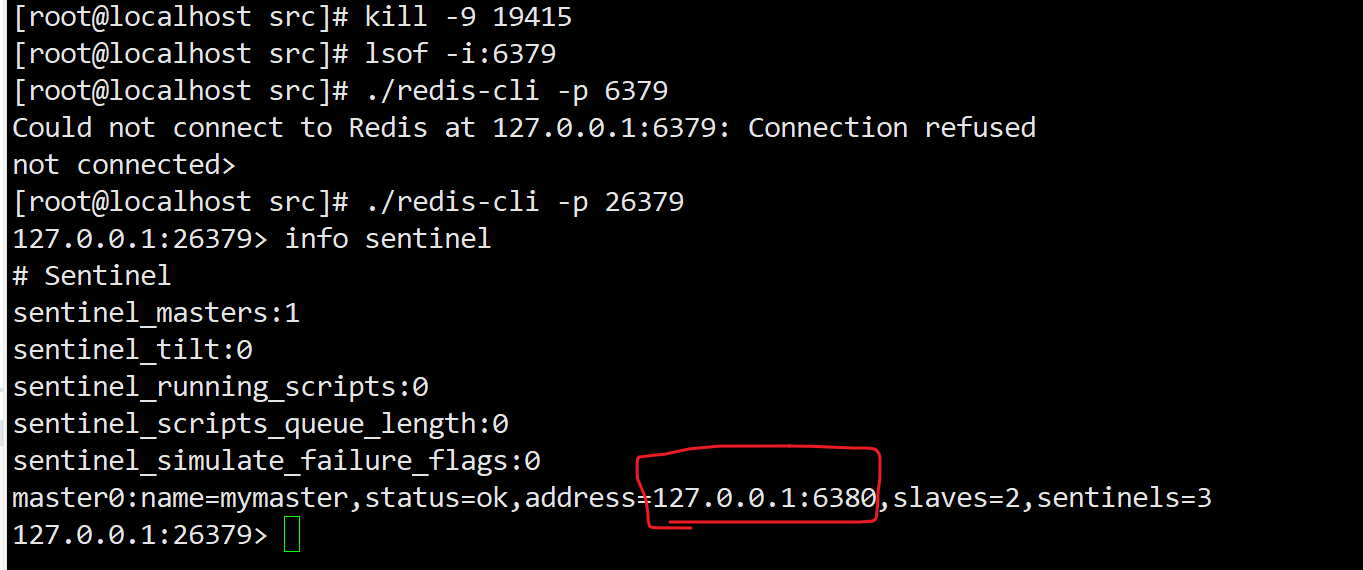 [root@localhost src]# kill -9 19415
[root@localhost src]# lsof -i:6379
[root@localhost src]# ./redis-cli -p 6379
Could not connect to Redis at 127.0.0.1:6379: Connection refused
not connected>
[root@localhost src]# ./redis-cli -p 26379
127.0.0.1:26379> info sentinel
# Sentinel
sentinel_masters:1
sentinel_tilt:0
sentinel_running_scripts:0
sentinel_scripts_queue_length:0
sentinel_simulate_failure_flags:0
master0:name=mymaster,status=ok,address=127.0.0.1:6380,slaves=2,sentinels=3
127.0.0.1:26379>